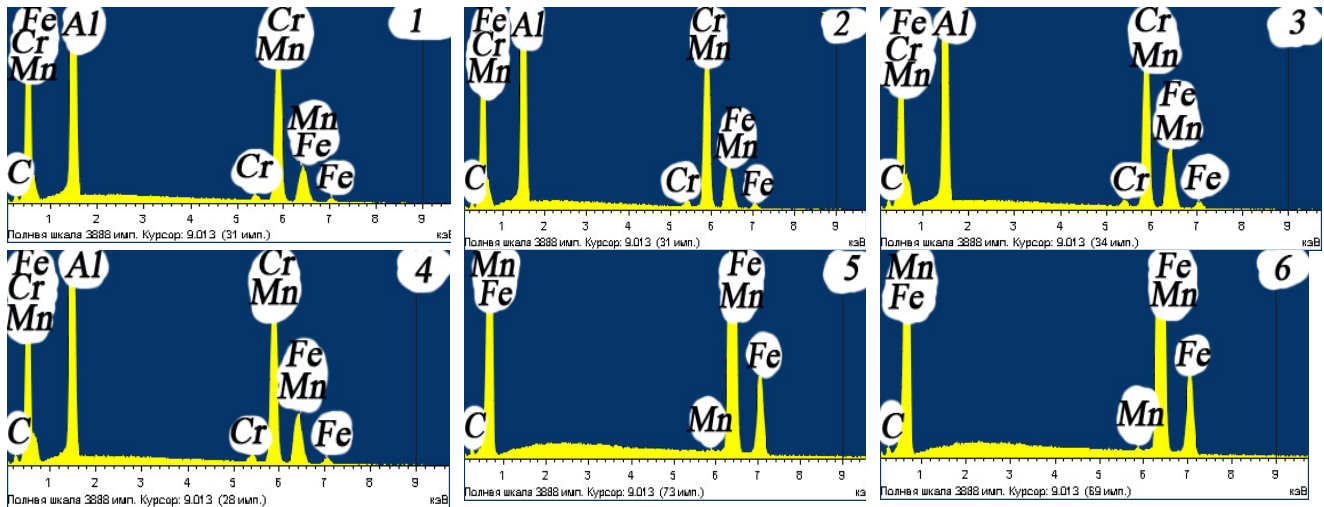 Fe
Cr
Mn
Al
C
Cr
Cr
Mn
Mn
Fe
Fe
1
1 2 3 4 5 6 7 8 9
Полная шкала 3888 имп. Курсор: 9.013 (31 имп.)
кэВ
Fe
Cr
Mn
Al
C
Cr
Cr
Mn
Fe
Mn
Fe
2
1 2 3 4 5 6 7 8 9
Полная шкала 3888 имп. Курсор: 9.013 (31 имп.)
кэ
Fe
Cr
Mn
Al
C
Cr
Cr
Mn
Fe
Mn
Fe
3
1 2 3 4 5 6 7 8 9
Полная шкала 3888 имп. Курсор: 9.013 (34 имп.)
кэВ
Fe
Cr
Mn
Al
C
Cr
Cr
Mn
Fe
Mn
Fe
4
1 2 3 4 5 6 7 8 9
Полная шкала 3888 имп. Курсор: 9.013 (28 имп.)
кэВ
Mn
Fe
C
Mn
Fe
Mn
Fe
5
1 2 3 4 5 6 7 8 9
Полная шкала 3888 имп. Курсор: 9.013 (73 имп.)
кэ
Mn
Fe
C
Mn
Fe
Mn
Fe
6
1 2 3 4 5 6 7 8 9
Полная шкала 3888 имп. Курсор: 9.013 (69 имп.)
кэВ